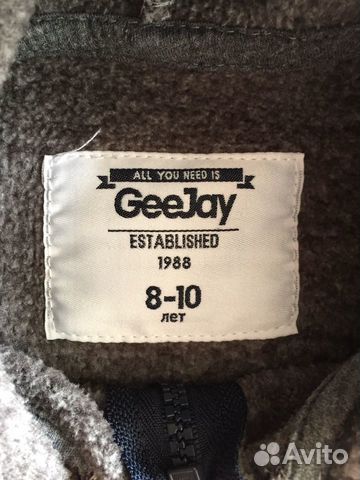 ALL YOU NEED IS
GeeJay
ESTABLISHED
1988
8-10
лет
Avito